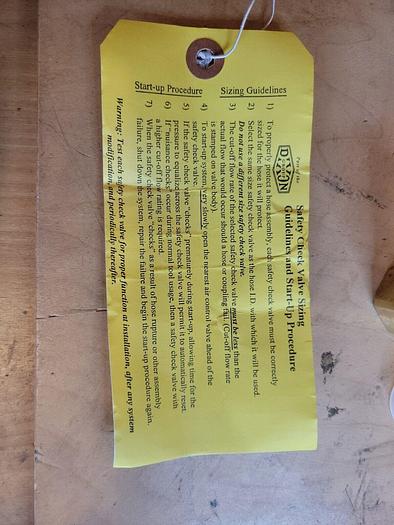 Part of the
DIXON
Safety Check Valve Sizing
Guidelines and Start-Up Procedure
Sizing Guidelines
1) To properly protect a hose assembly, each safety check valve must be correctly
sized for the hose it will protect.
2) Select the same size safety check valve as the hose I.D. with which it will be used.
Do not use a different size safety check valve.
3) The cut-off flow rate of the selected safety check valve must be less than the
actual flow that would occur should a hose or coupling fail (Cut-off flow rate
is stamped on valve body).
Start-up Procedure
4) To start-up system, very slowly open the nearest air control valve ahead of the
safety check valve.
5) If the safety check valve "checks" prematurely during start-up, allowing time for the
pressure to equalize across the safety check valve will permit it to automatically reset.
6) If "nuisance checks" occur during normal tool usage, then a safety check valve with
a higher cut-off flow rating is required.
7) When the safety check valve "checks" as a result of hose rupture or other assembly
failure, shut down the system, repair the failure and begin the start-up procedure again.
Warning: Test each safety check valve for proper function at installation, after any system
modification, and periodically thereafter.